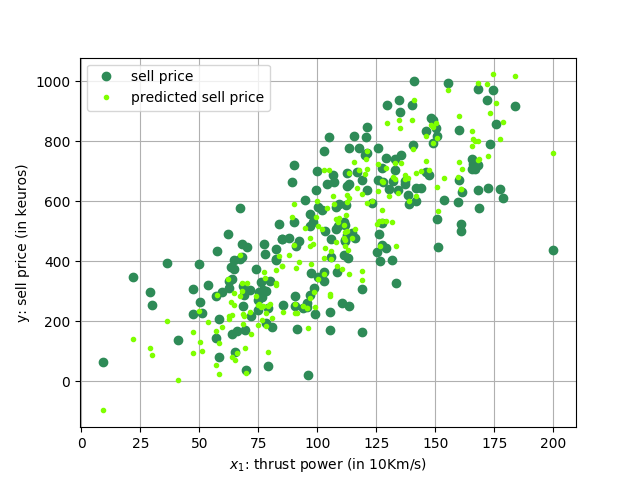 sell price
predicted sell price
1000
800
600
400
200
0
y: sell price (in keuros)
0 25 50 75 100 125 150 175 200
x₁: thrust power (in 10Km/s)